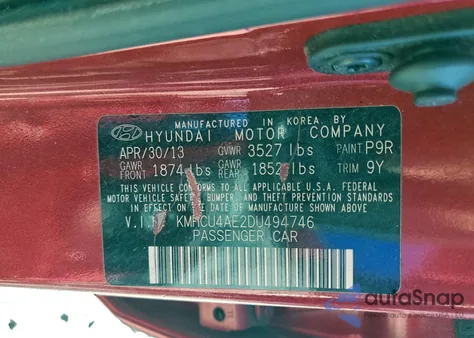 MANUFACTURED IN KOREA BY
HYUNDAI MOTOR COMPANY
APR/30/13 GVWR 3527 lbs PAINT P9R
GAWR FRONT 1874 lbs GAWR REAR 1852 lbs TRIM 9Y
THIS VEHICLE CONFORMS TO ALL APPLICABLE U.S.A. FEDERAL
MOTOR VEHICLE SAFETY, BUMPER, AND THEFT PREVENTION STANDARDS
IN EFFECT ON THE DATE OF MANUFACTURE SHOWN ABOVE
V.I.N KMHCU4AE2DU494746
PASSENGER CAR
autoSnap